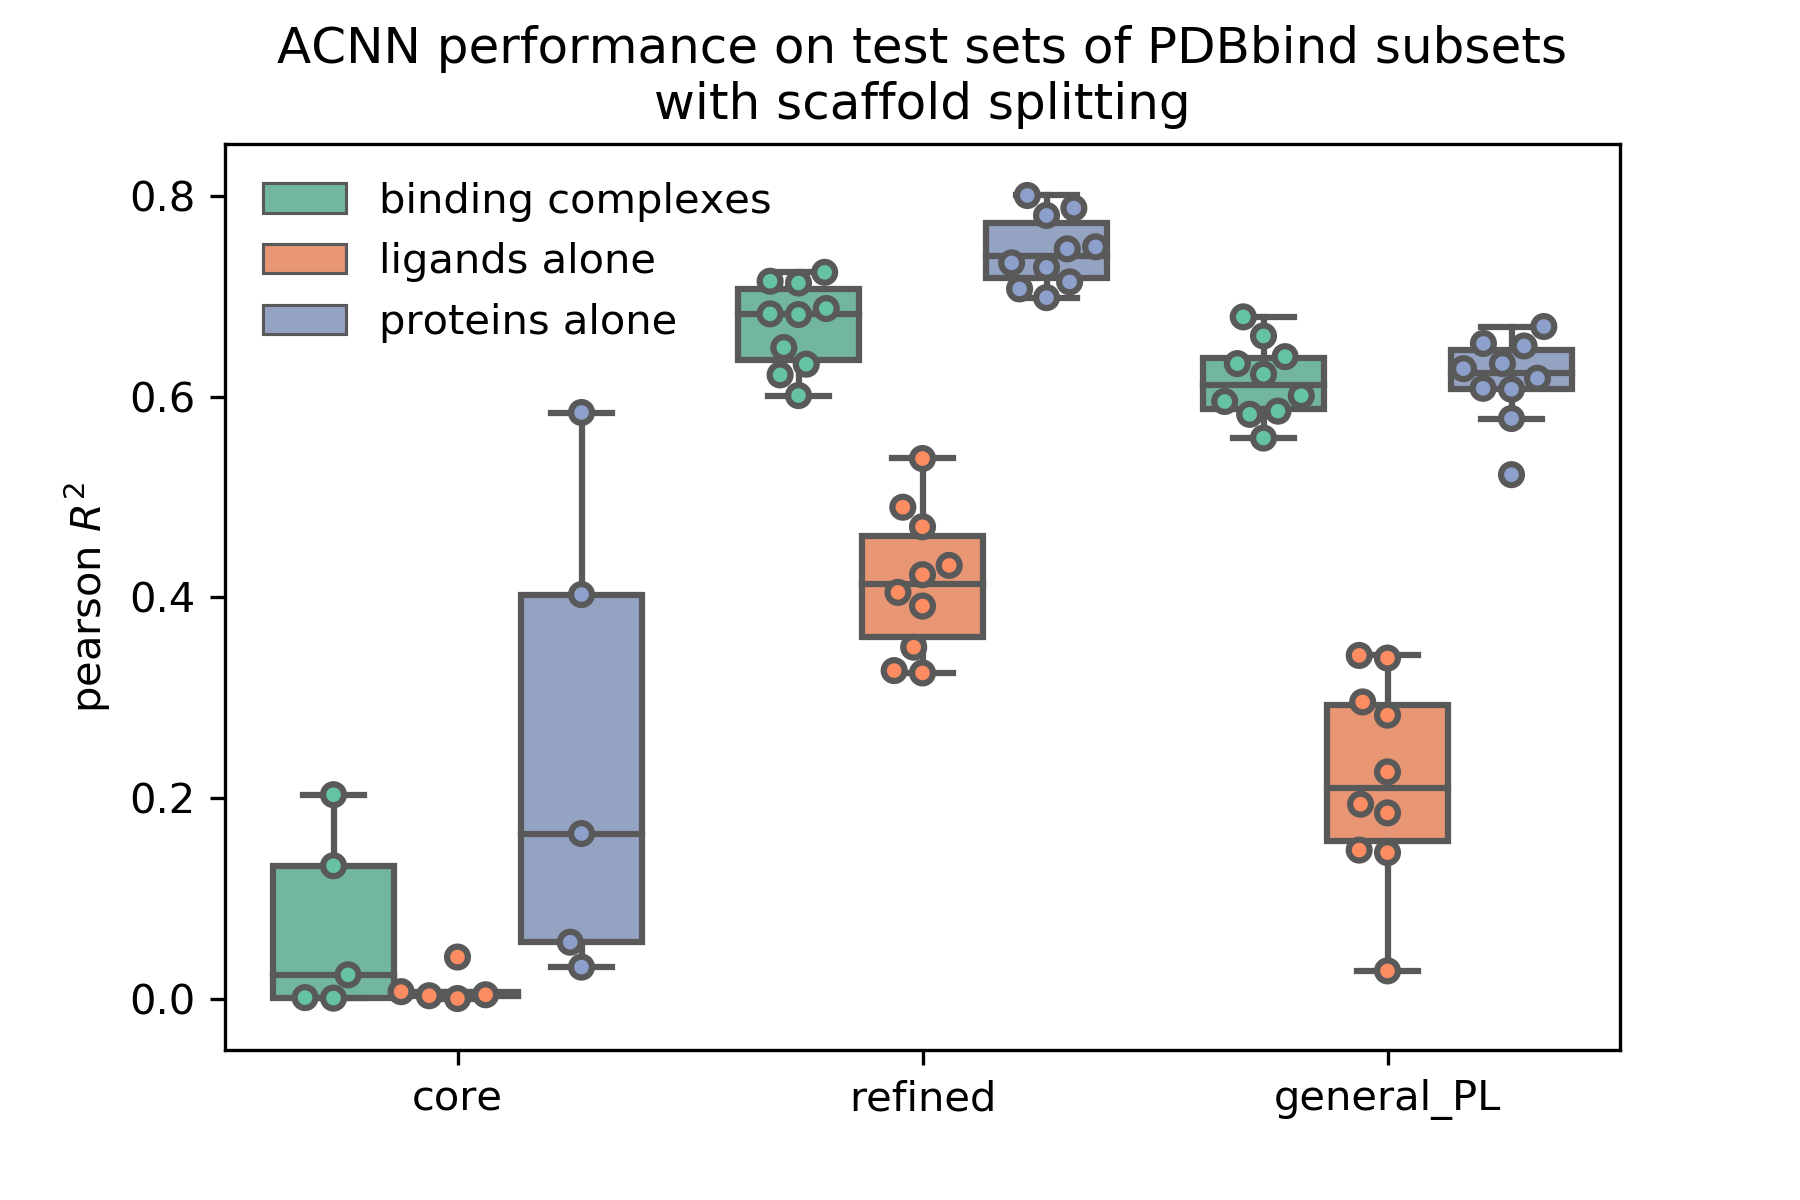 ACNN performance on test sets of PDBbind subsets
with scaffold splitting
binding complexes
ligands alone
proteins alone
pearson R²
0.8
0.6
0.4
0.2
0.0
core
refined
general_PL